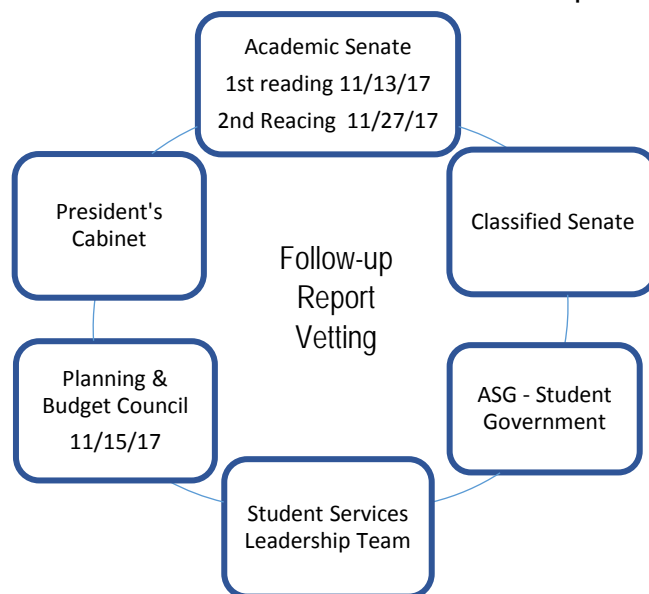 Academic Senate
1st reading 11/13/17
2nd Reacing 11/27/17
President's
Cabinet
Classified Senate
Follow-up
Report
Vetting
Planning &
Budget Council
11/15/17
ASG - Student
Government
Student Services
Leadership Team